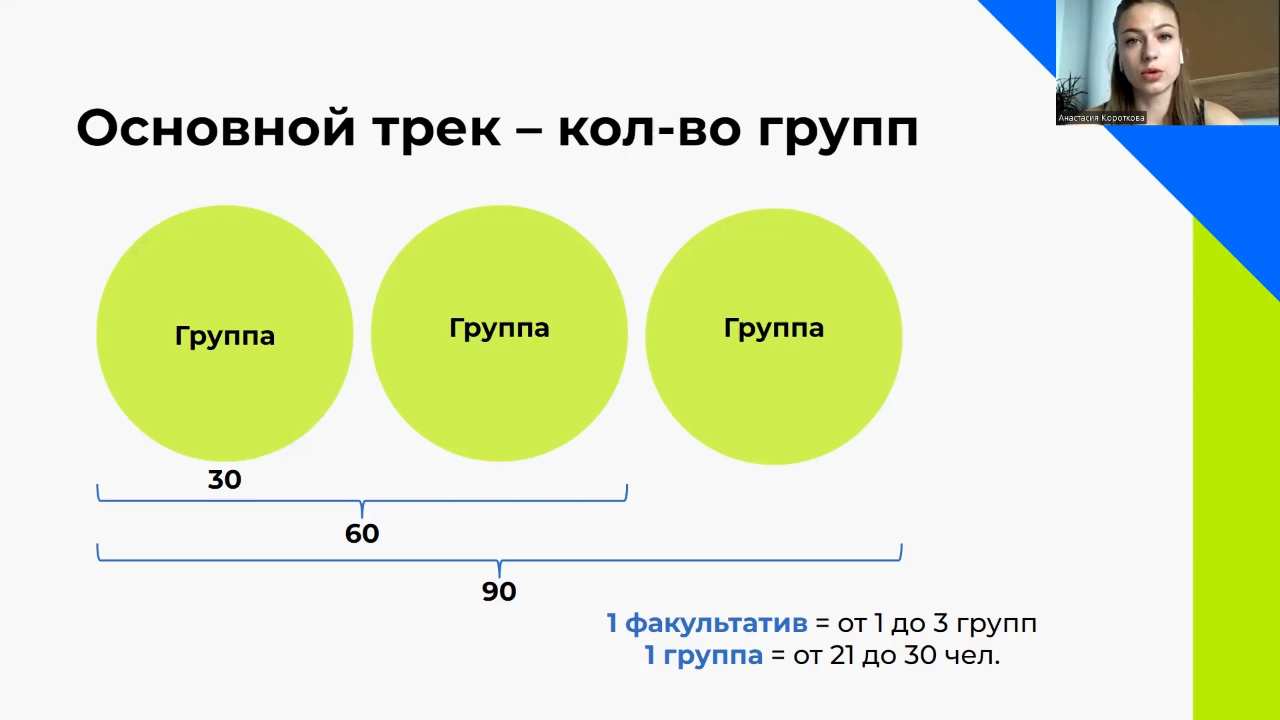 Анастасия Короткова
Основной трек – кол-во групп
Группа
Группа
Группа
30
60
90
1 факультатив = от 1 до 3 групп
1 группа = от 21 до 30 чел.